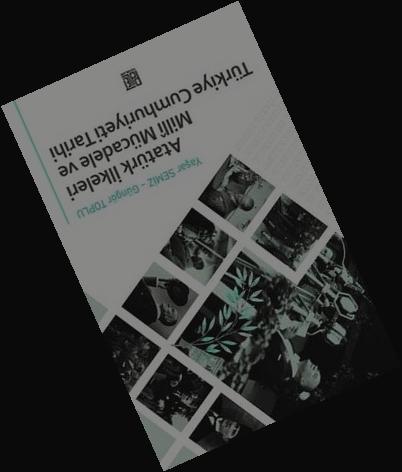 Yaşar SEMİZ - Güngör TOPLU
Atatürk İlkeleri
Millî Mücadele ve
Türkiye Cumhuriyeti Tarihi